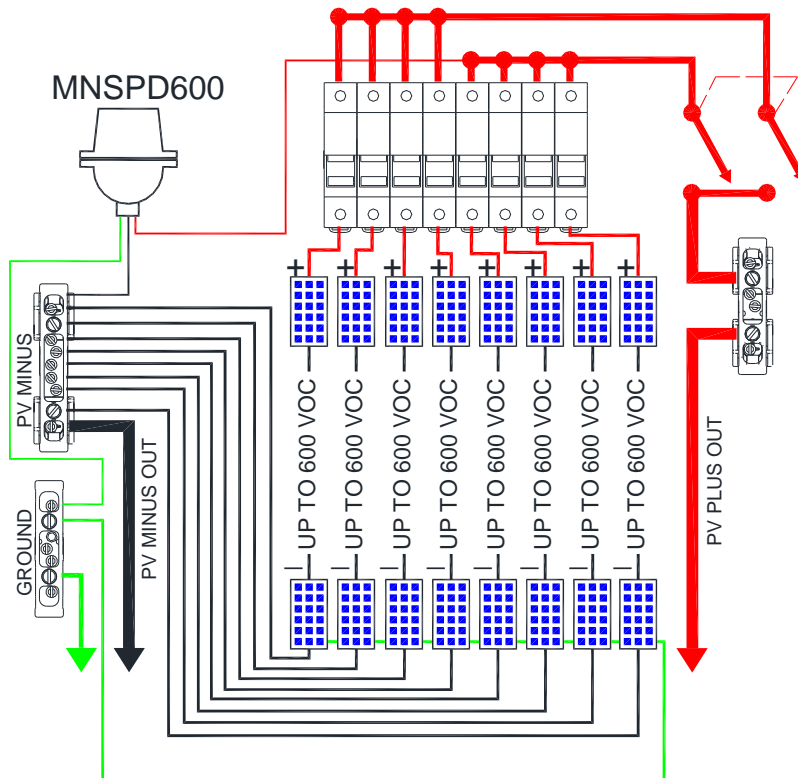 MNSPD600
+ + + + + + + +
PV MINUS
UP TO 600 VOC
UP TO 600 VOC
UP TO 600 VOC
UP TO 600 VOC
UP TO 600 VOC
UP TO 600 VOC
UP TO 600 VOC
UP TO 600 VOC
PV PLUS OUT
GROUND
PV MINUS OUT